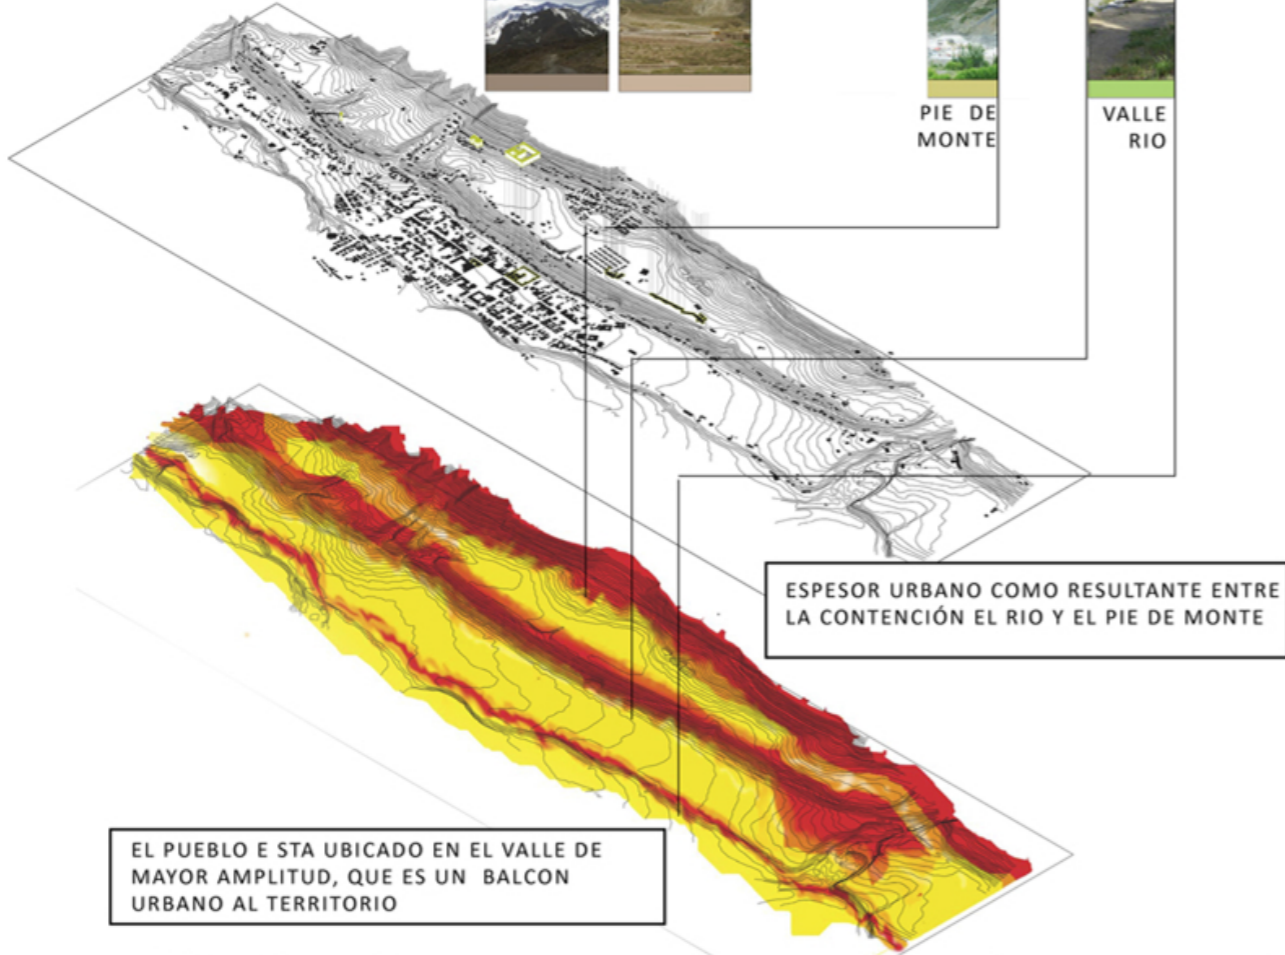 PIE DE
MONTE
VALLE
RIO
ESPESOR URBANO COMO RESULTANTE ENTRE
LA CONTENCIÓN EL RIO Y EL PIE DE MONTE
EL PUEBLO E STA UBICADO EN EL VALLE DE
MAYOR AMPLITUD, QUE ES UN BALCON
URBANO AL TERRITORIO